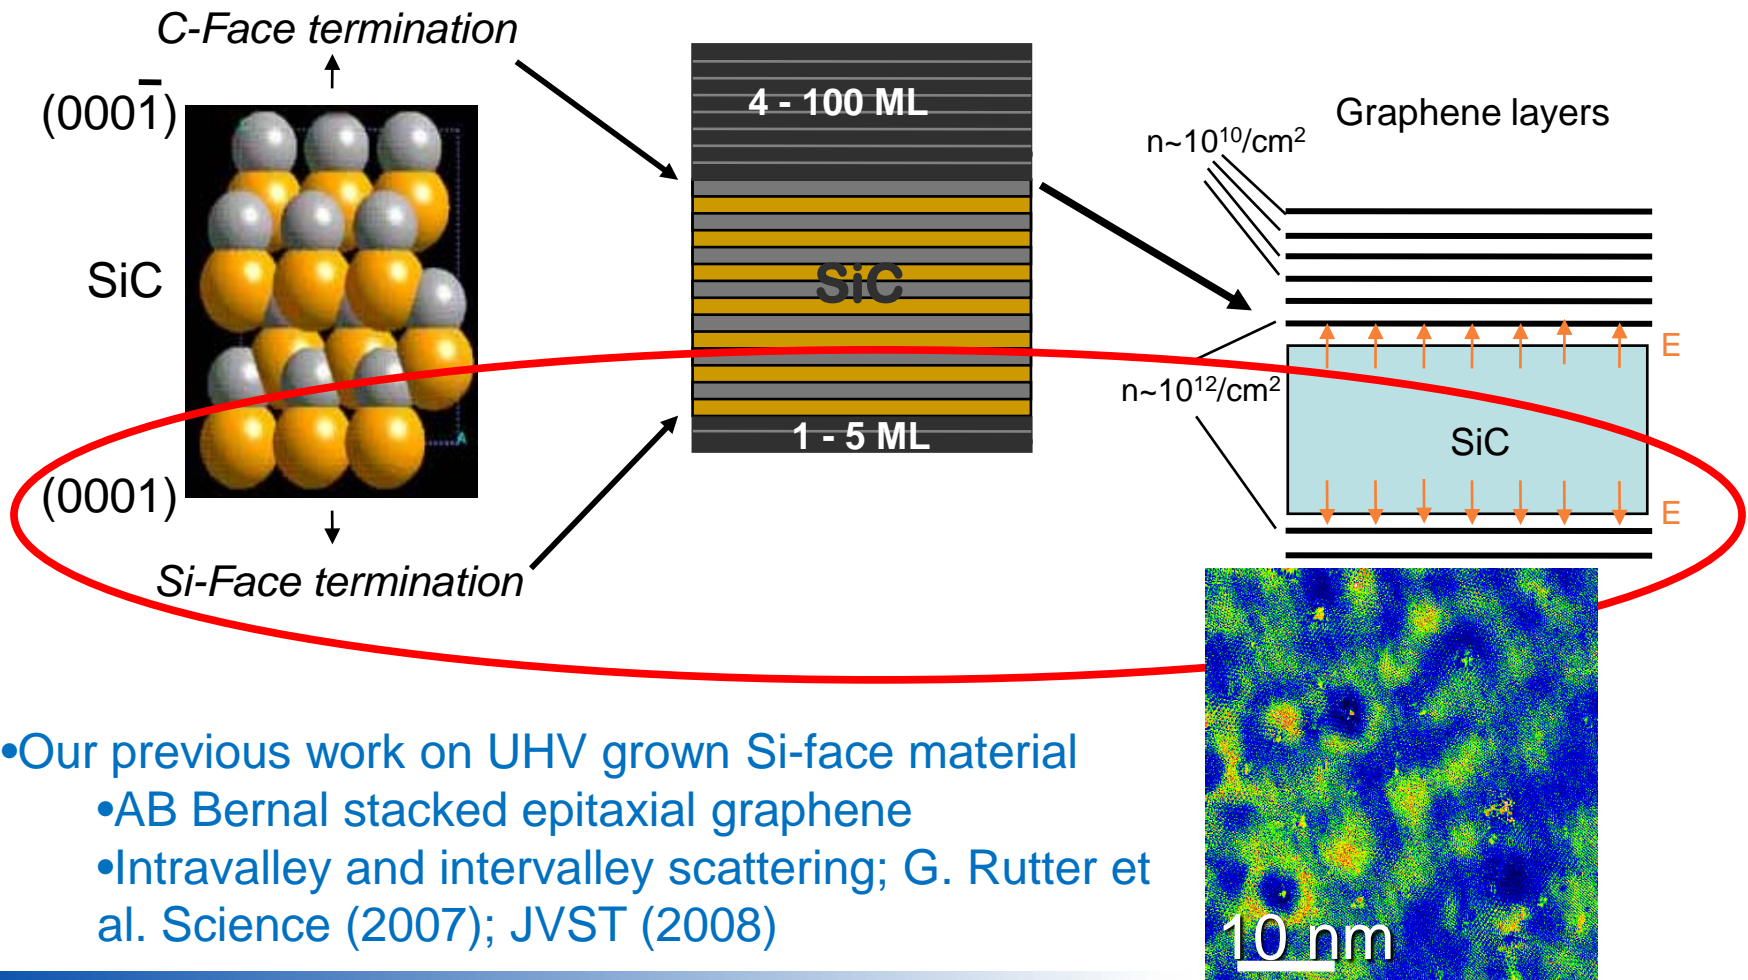 C-Face termination
(0001̄)
4 - 100 ML
Graphene layers
n~10¹⁰/cm²
SiC
SiC
E
n~10¹²/cm²
SiC
1 - 5 ML
(0001)
E
Si-Face termination
•Our previous work on UHV grown Si-face material
•AB Bernal stacked epitaxial graphene
•Intravalley and intervalley scattering; G. Rutter et
al. Science (2007); JVST (2008)
10 nm
A